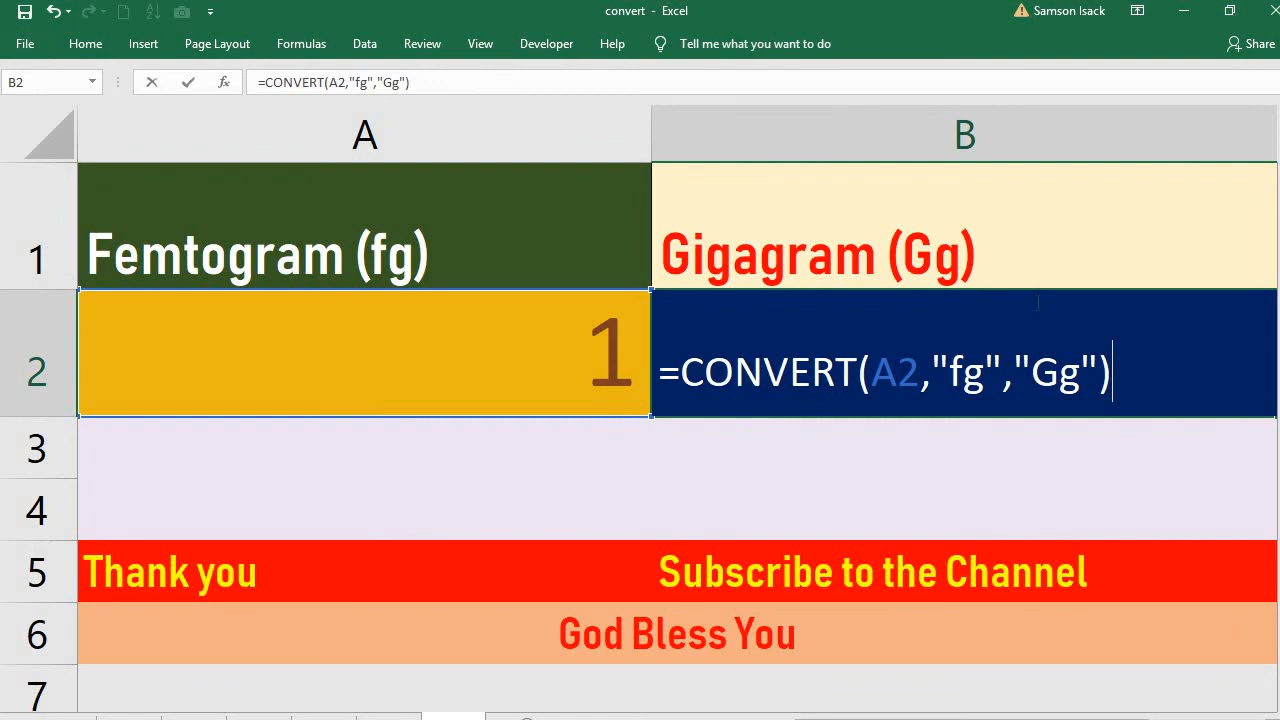 convert - Excel
Samson Isack
File Home Insert Page Layout Formulas Data Review View Developer Help Tell me what you want to do Share
B2 fx =CONVERT(A2,"fg","Gg")
A B
1 Femtogram (fg) Gigagram (Gg)
2 1 =CONVERT(A2,"fg","Gg")
3
4
5 Thank you Subscribe to the Channel
6 God Bless You
7